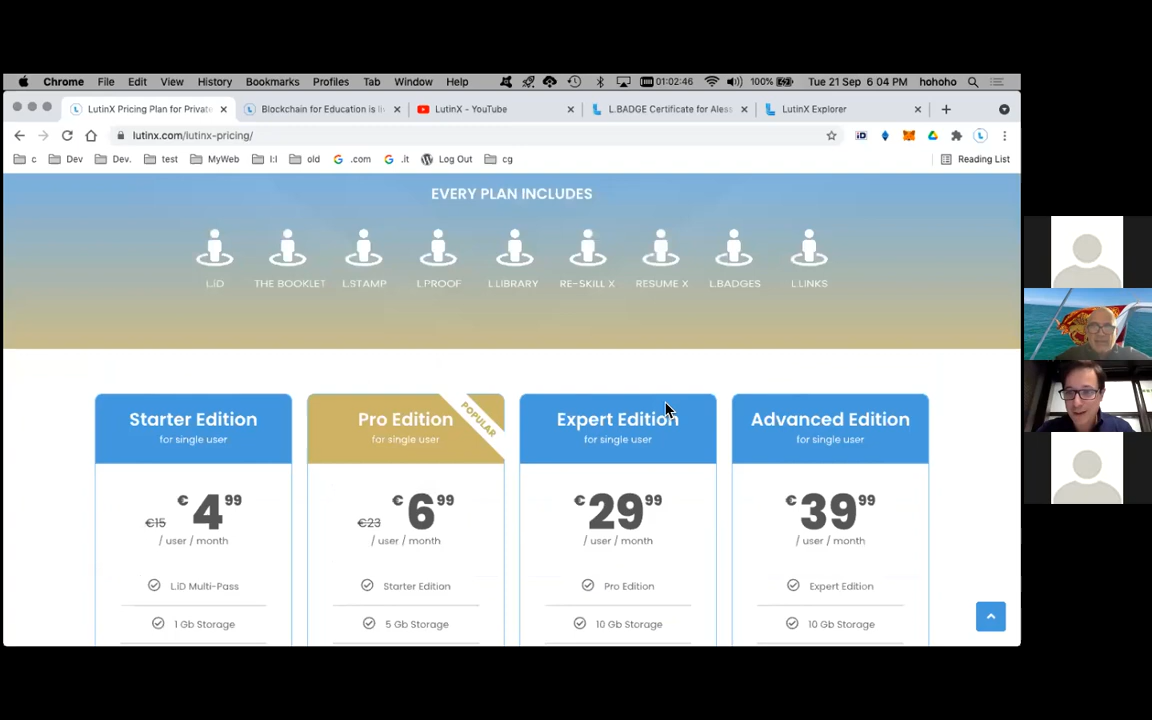 Chrome File Edit View History Bookmarks Profiles Tab Window Help 01:02:46 100% Tue 21 Sep 6:04 PM hohoho
LutinX Pricing Plan for Private Blockchain for Education is li LutinX - YouTube L.BADGE Certificate for Aless LutinX Explorer
lutinx.com/lutinx-pricing/
c Dev Dev. test MyWeb l:l old .com .it Log Out cg Reading List
EVERY PLAN INCLUDES
L.iD THE BOOKLET L.STAMP L.PROOF L.LIBRARY RE-SKILL X RESUME X L.BADGES L.LINKS
Starter Edition
for single user
€15 € 4 99
/ user / month
L.iD Multi-Pass
1 Gb Storage
Pro Edition
for single user
POPULAR
€23 € 6 99
/ user / month
Starter Edition
5 Gb Storage
Expert Edition
for single user
€ 29 99
/ user / month
Pro Edition
10 Gb Storage
Advanced Edition
for single user
€ 39 99
/ user / month
Expert Edition
10 Gb Storage